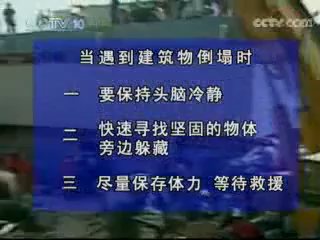 CCTV 10
cctv.com
当遇到建筑物倒塌时
一 要保持头脑冷静
二 快速寻找坚固的物体
旁边躲藏
三 尽量保存体力 等待救援